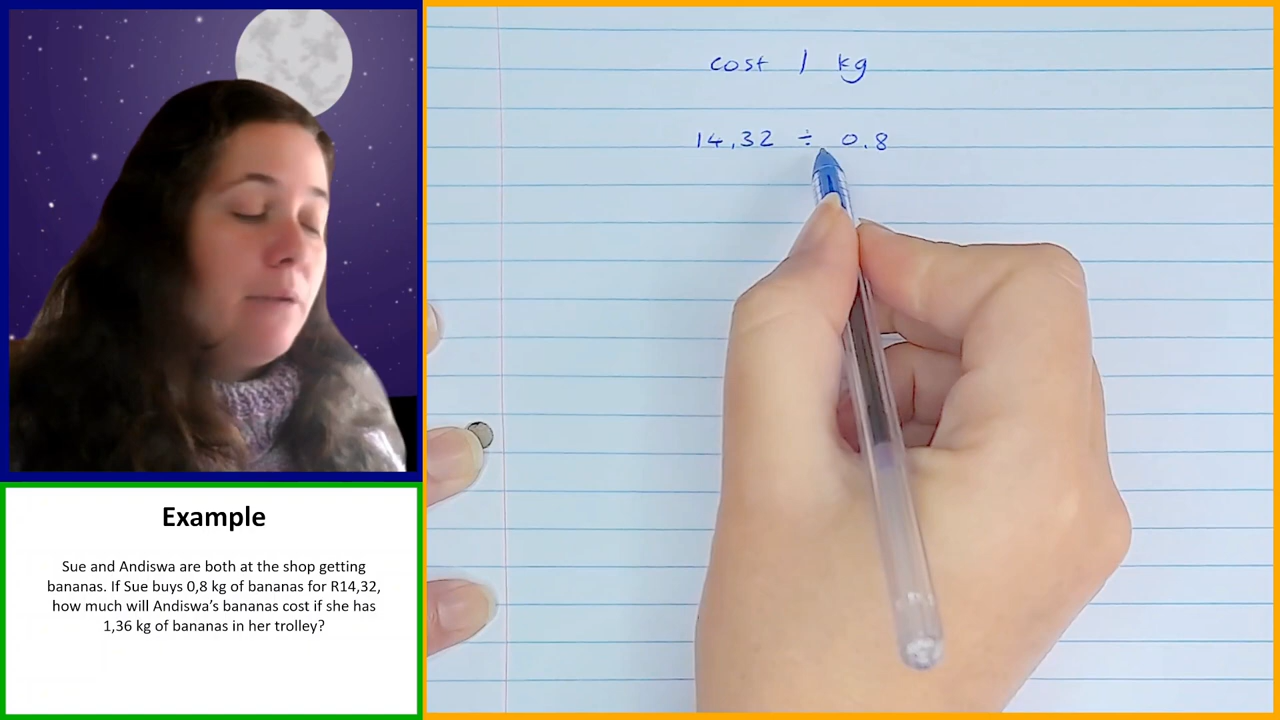 cost 1 kg
14,32 ÷ 0,8
Example
Sue and Andiswa are both at the shop getting
bananas. If Sue buys 0,8 kg of bananas for R14,32,
how much will Andiswa's bananas cost if she has
1,36 kg of bananas in her trolley?